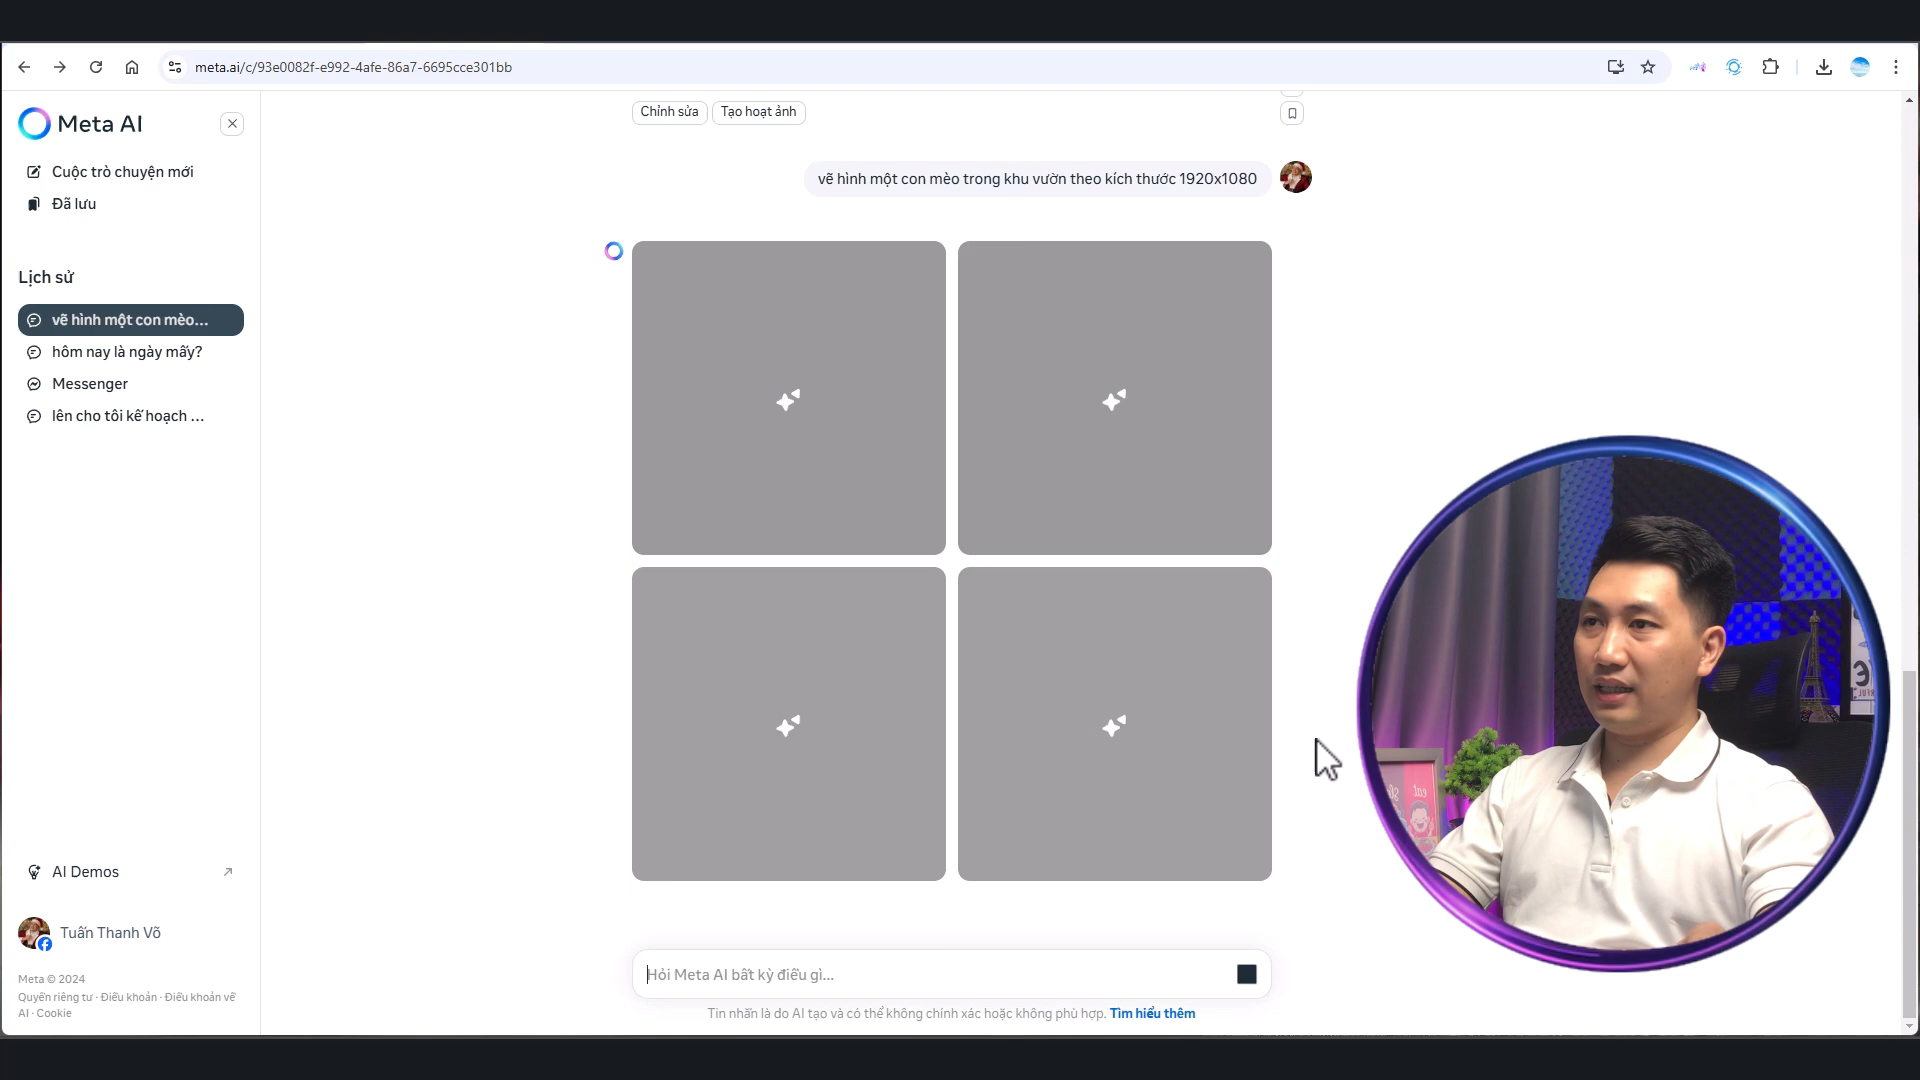 meta.ai/c/93e0082f-e992-4afe-86a7-6695cce301bb
Meta AI
Cuộc trò chuyện mới
Đã lưu
Lịch sử
vẽ hình một con mèo...
hôm nay là ngày mấy?
Messenger
lên cho tôi kế hoạch ...
AI Demos
Tuấn Thanh Võ
Meta © 2024
Quyền riêng tư · Điều khoản · Điều khoản về
AI · Cookie
Chỉnh sửa
Tạo hoạt ảnh
vẽ hình một con mèo trong khu vườn theo kích thước 1920x1080
Hỏi Meta AI bất kỳ điều gì...
Tin nhắn là do AI tạo và có thể không chính xác hoặc không phù hợp. Tìm hiểu thêm
eat